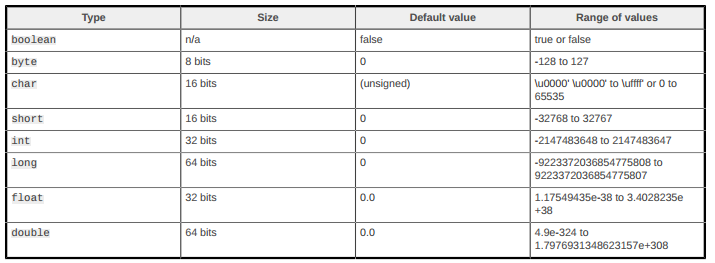 Type Size Default value Range of values
boolean n/a false true or false
byte 8 bits 0 -128 to 127
char 16 bits (unsigned) \u0000' \u0000' to \uffff' or 0 to
65535
short 16 bits 0 -32768 to 32767
int 32 bits 0 -2147483648 to 2147483647
long 64 bits 0 -9223372036854775808 to
9223372036854775807
float 32 bits 0.0 1.17549435e-38 to 3.4028235e
+38
double 64 bits 0.0 4.9e-324 to
1.7976931348623157e+308